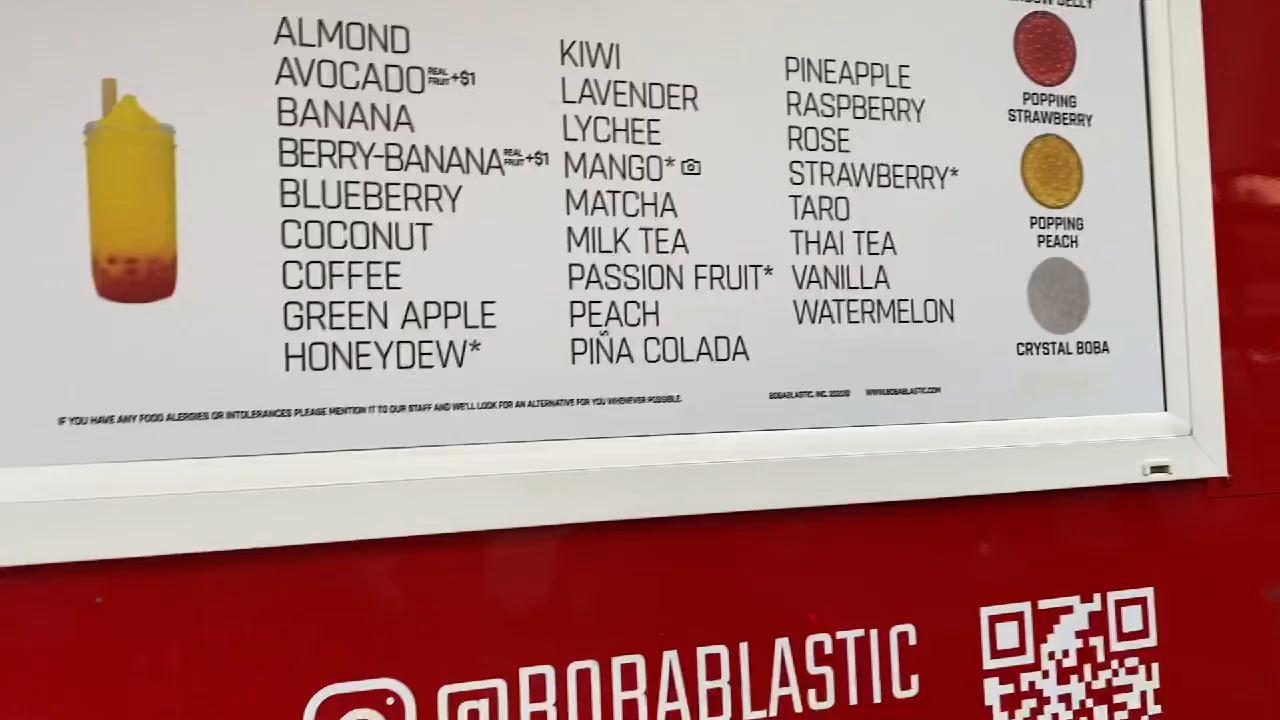 ALMOND
AVOCADO REAL FRUIT +$1
BANANA
BERRY-BANANA REAL FRUIT +$1
BLUEBERRY
COCONUT
COFFEE
GREEN APPLE
HONEYDEW*
KIWI
LAVENDER
LYCHEE
MANGO*
MATCHA
MILK TEA
PASSION FRUIT*
PEACH
PIÑA COLADA
PINEAPPLE
RASPBERRY
ROSE
STRAWBERRY*
TARO
THAI TEA
VANILLA
WATERMELON
POPPING
STRAWBERRY
POPPING
PEACH
CRYSTAL BOBA
IF YOU HAVE ANY FOOD ALERGIES OR INTOLERANCES PLEASE MENTION IT TO OUR STAFF AND WE'LL LOOK FOR AN ALTERNATIVE FOR YOU WHENEVER POSSIBLE.
BOBABLASTIC, INC. WWW.BOBABLASTIC.COM
@BOBABLASTIC